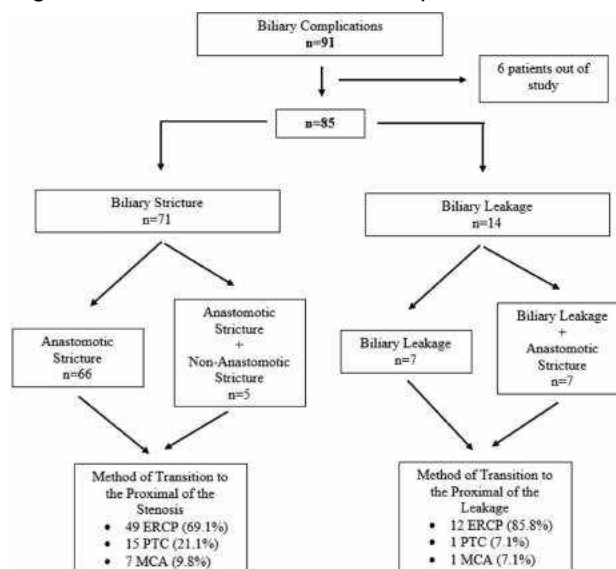 Biliary Complications
n=91
6 patients out of
study
n=85
Biliary Stricture
n=71
Biliary Leakage
n=14
Anastomotic
Stricture
n=66
Anastomotic
Stricture
+
Non-Anastomotic
Stricture
n=5
Biliary Leakage
n=7
Biliary Leakage
+
Anastomotic
Stricture
n=7
Method of Transition to
the Proximal of the
Stenosis
• 49 ERCP (69.1%)
• 15 PTC (21.1%)
• 7 MCA (9.8%)
Method of Transition to
the Proximal of the
Leakage
• 12 ERCP (85.8%)
• 1 PTC (7.1%)
• 1 MCA (7.1%)